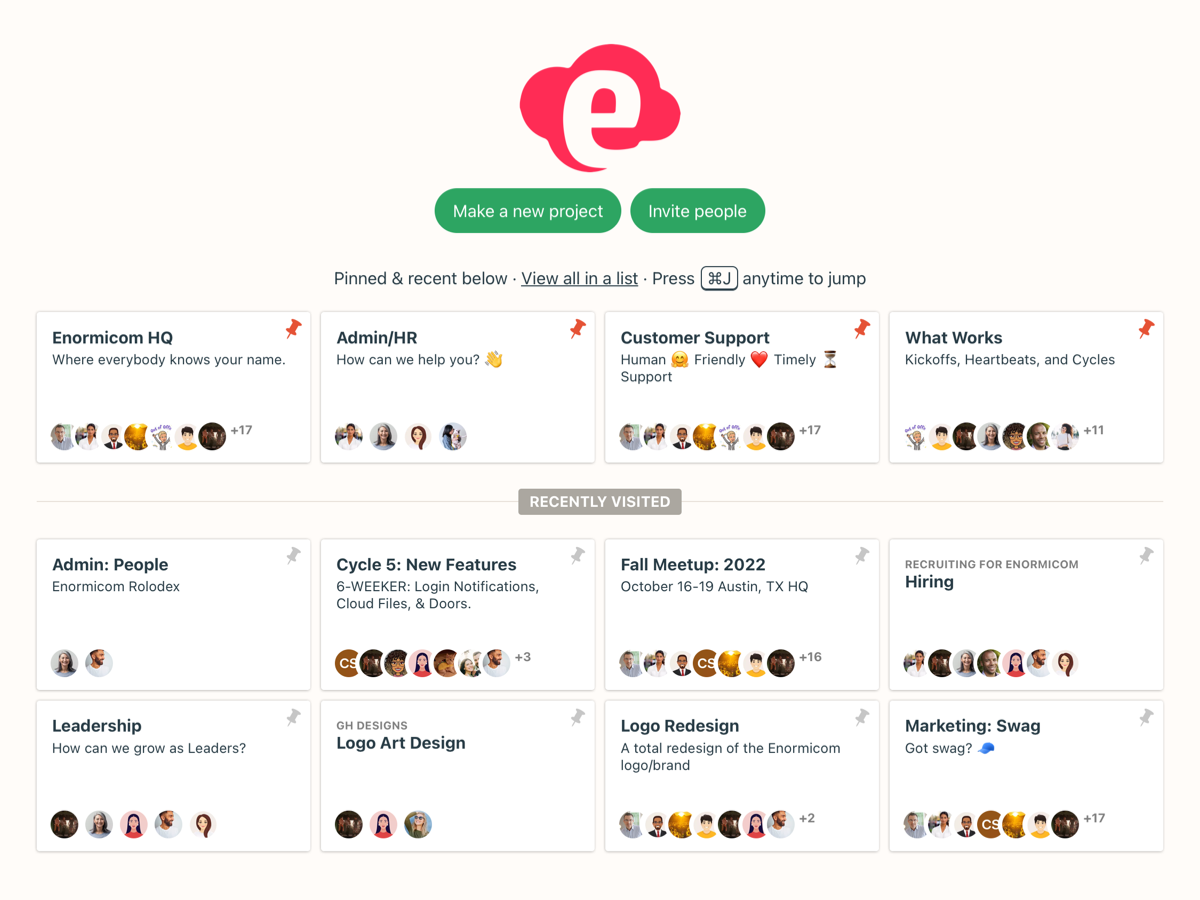 e
Make a new project
Invite people
Pinned & recent below · View all in a list · Press ⌘J anytime to jump
Enormicom HQ
Where everybody knows your name.
+17
Admin/HR
How can we help you? 👋
Customer Support
Human 🤗 Friendly ❤️ Timely ⏳
Support
+17
What Works
Kickoffs, Heartbeats, and Cycles
+11
RECENTLY VISITED
Admin: People
Enormicom Rolodex
Cycle 5: New Features
6-WEEKER: Login Notifications,
Cloud Files, & Doors.
CS
+3
Fall Meetup: 2022
October 16-19 Austin, TX HQ
CS
+16
RECRUITING FOR ENORMICOM
Hiring
Leadership
How can we grow as Leaders?
GH DESIGNS
Logo Art Design
Logo Redesign
A total redesign of the Enormicom
logo/brand
+2
Marketing: Swag
Got swag? 🧢
CS
+17